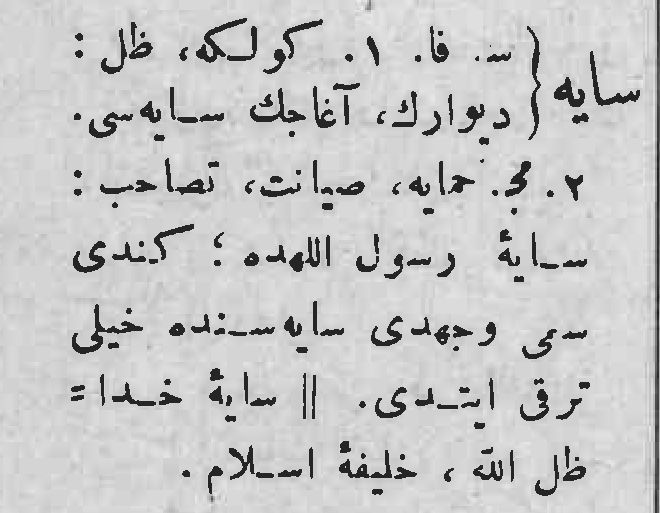 سایه { س. فا. ۱. کولکه، ظل :
دیوارك، آغاجك سایه‌سی.
۲. مج. حمایه، صیانت، تصاحب :
سایهٔ رسول اللهده ؛ کندی
سعی وجهدی سایه‌سنده خیلی
ترقی ایتدی. || سایهٔ خدا =
ظل الله ، خلیفهٔ اسلام .